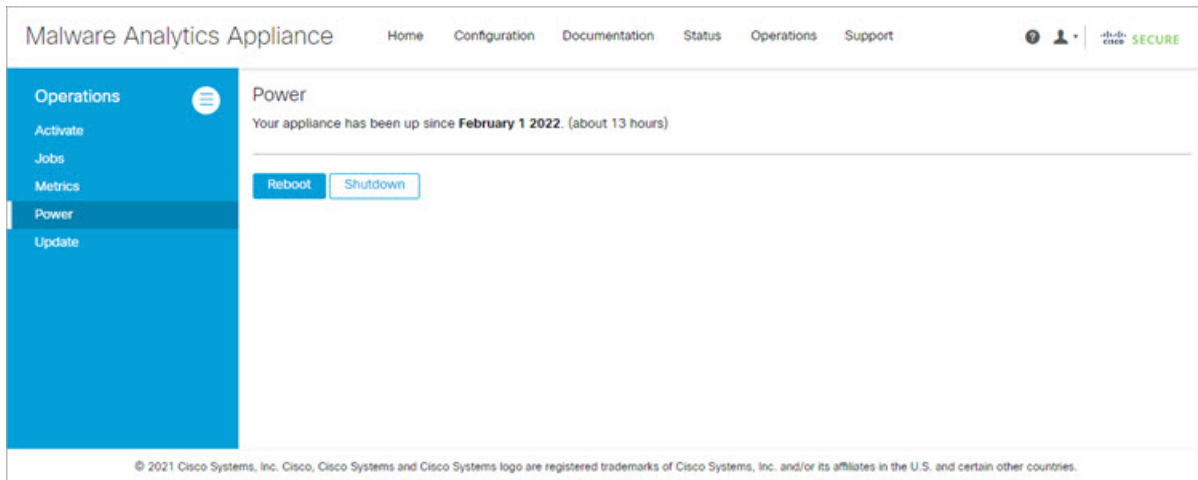 Malware Analytics Appliance Home Configuration Documentation Status Operations Support cisco SECURE
Operations
Activate
Jobs
Metrics
Power
Update
Power
Your appliance has been up since February 1 2022. (about 13 hours)
Reboot Shutdown
© 2021 Cisco Systems, Inc. Cisco, Cisco Systems and Cisco Systems logo are registered trademarks of Cisco Systems, Inc. and/or its affiliates in the U.S. and certain other countries.